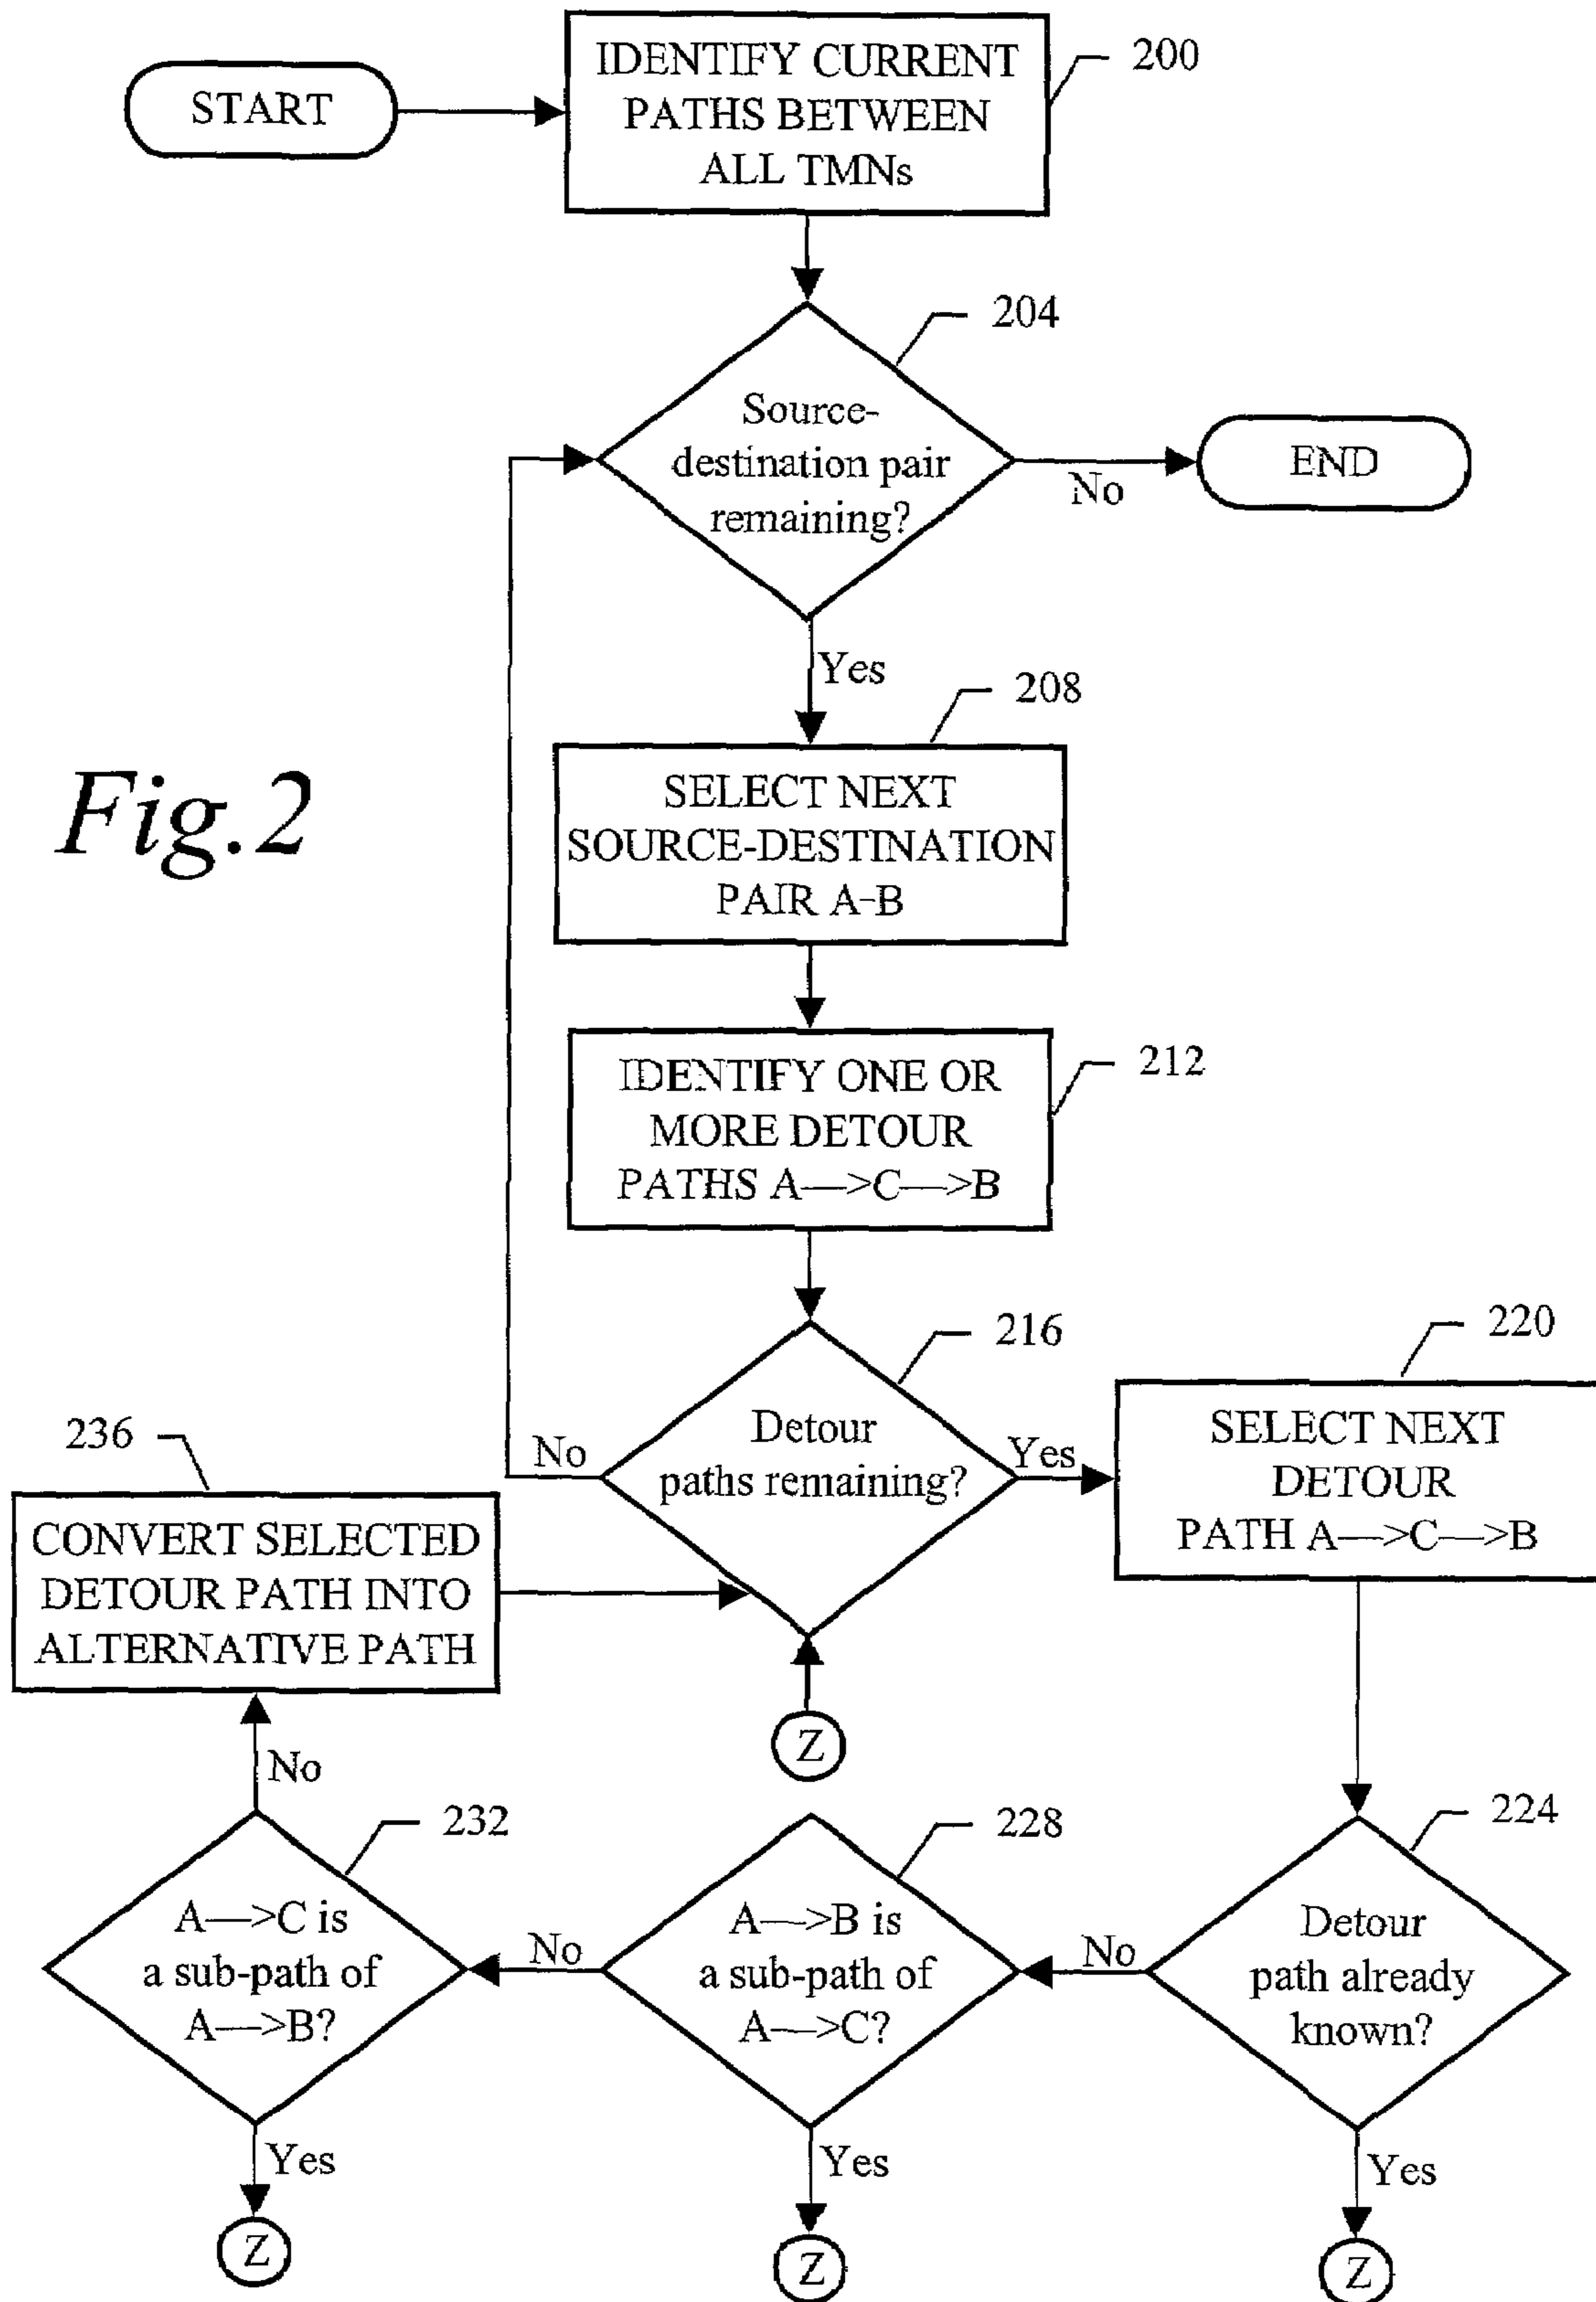 IDENTIFY CURRENT
PATHS BETWEEN
ALL TMNs
200
START
204
Source-
destination pair
remaining?
No
END
Yes
208
Fig.2
SELECT NEXT
SOURCE-DESTINATION
PAIR A-B
212
IDENTIFY ONE OR
MORE DETOUR
PATHS A—>C—>B
216
220
Detour
paths remaining?
No
Yes
SELECT NEXT
DETOUR
PATH A—>C—>B
236
CONVERT SELECTED
DETOUR PATH INTO
ALTERNATIVE PATH
Z
No
232
228
224
A—>C is
a sub-path of
A—>B?
No
A—>B is
a sub-path of
A—>C?
No
Detour
path already
known?
Yes
Yes
Yes
Z
Z
Z